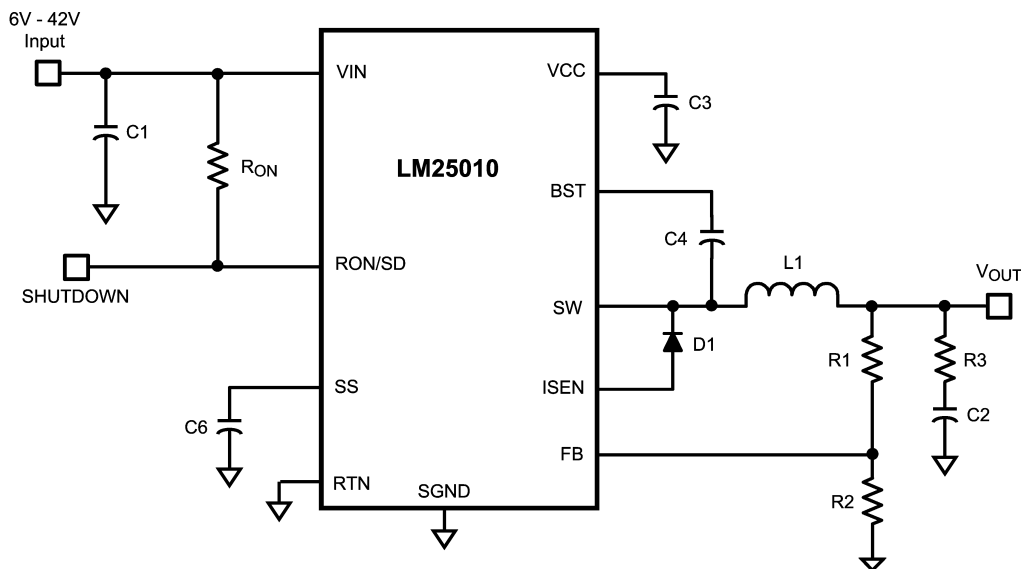 6V - 42V
Input
VIN
VCC
C3
C1
RON
LM25010
BST
C4
SHUTDOWN
RON/SD
L1
VOUT
SW
D1
R1
R3
ISEN
SS
C6
C2
FB
RTN
SGND
R2